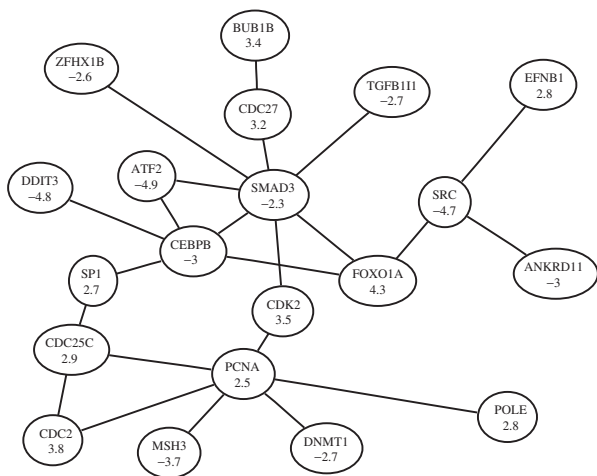 BUB1B
3.4
ZFHX1B
−2.6
TGFB1I1
−2.7
EFNB1
2.8
CDC27
3.2
ATF2
−4.9
DDIT3
−4.8
SMAD3
−2.3
SRC
−4.7
CEBPB
−3
SP1
2.7
FOXO1A
4.3
ANKRD11
−3
CDK2
3.5
CDC25C
2.9
PCNA
2.5
POLE
2.8
CDC2
3.8
MSH3
−3.7
DNMT1
−2.7